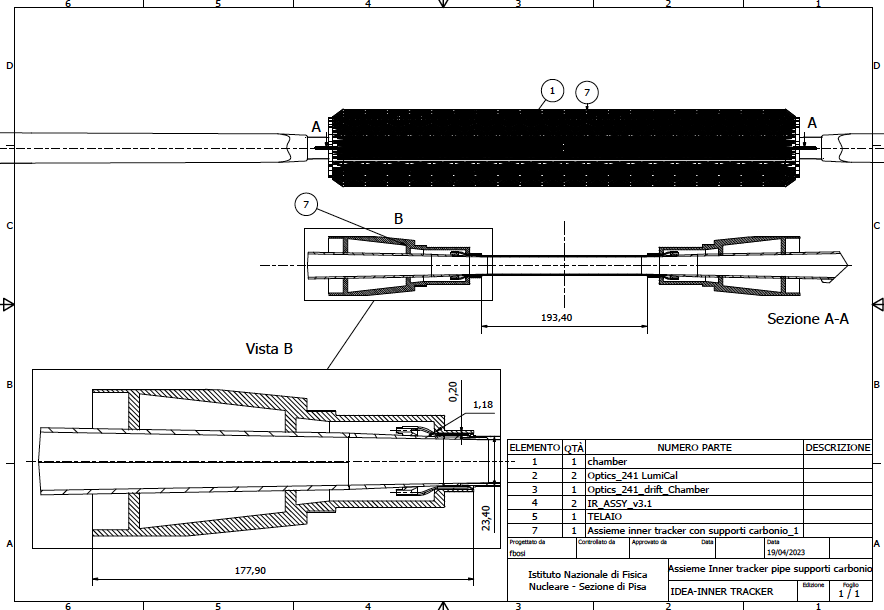 6 5 4 3 2 1
D D
1 7
A A
C C
7
B
193,40
Sezione A-A
Vista B
B B
0,20
1,18
23,40
177,90
A A
ELEMENTO QTÀ NUMERO PARTE DESCRIZIONE
1 1 chamber
2 2 Optics_241 LumiCal
3 1 Optics_241_drift_Chamber
4 2 IR_ASSY_v3.1
5 1 TELAIO
7 1 Assieme inner tracker con supporti carbonio_1
Progettato da Controllato da Approvato da Data Data
fbosi 19/04/2023
Istituto Nazionale di Fisica
Nucleare - Sezione di Pisa
Assieme Inner tracker pipe supporti carbonio
IDEA-INNER TRACKER
Edizione Foglio
1 / 1
6 5 4 3 2 1